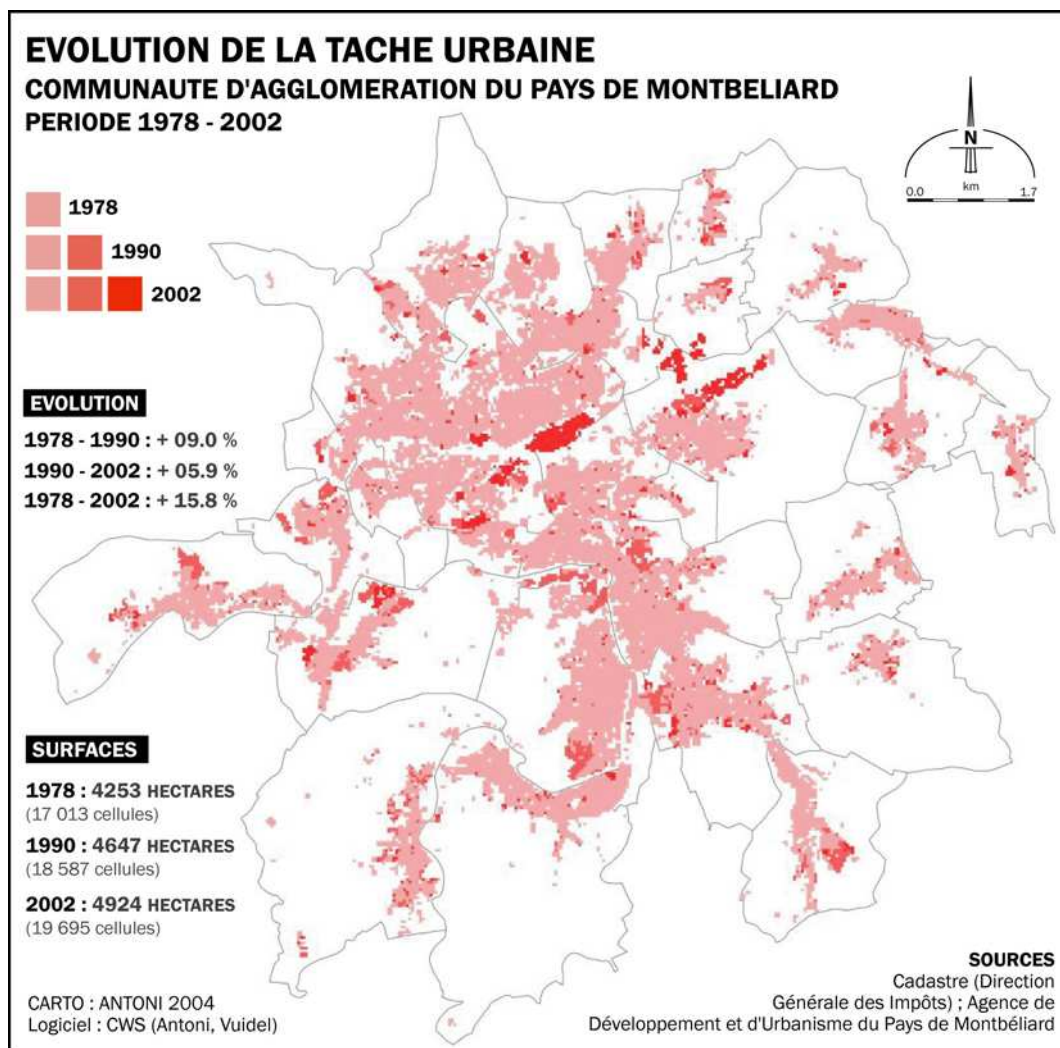 EVOLUTION DE LA TACHE URBAINE
COMMUNAUTE D'AGGLOMERATION DU PAYS DE MONTBELIARD
PERIODE 1978 - 2002
N
km
0.0 1.7
1978
1990
2002
EVOLUTION
1978 - 1990 : + 09.0 %
1990 - 2002 : + 05.9 %
1978 - 2002 : + 15.8 %
SURFACES
1978 : 4253 HECTARES
(17 013 cellules)
1990 : 4647 HECTARES
(18 587 cellules)
2002 : 4924 HECTARES
(19 695 cellules)
CARTO : ANTONI 2004
Logiciel : CWS (Antoni, Vuidel)
SOURCES
Cadastre (Direction
Générale des Impôts) ; Agence de
Développement et d'Urbanisme du Pays de Montbéliard